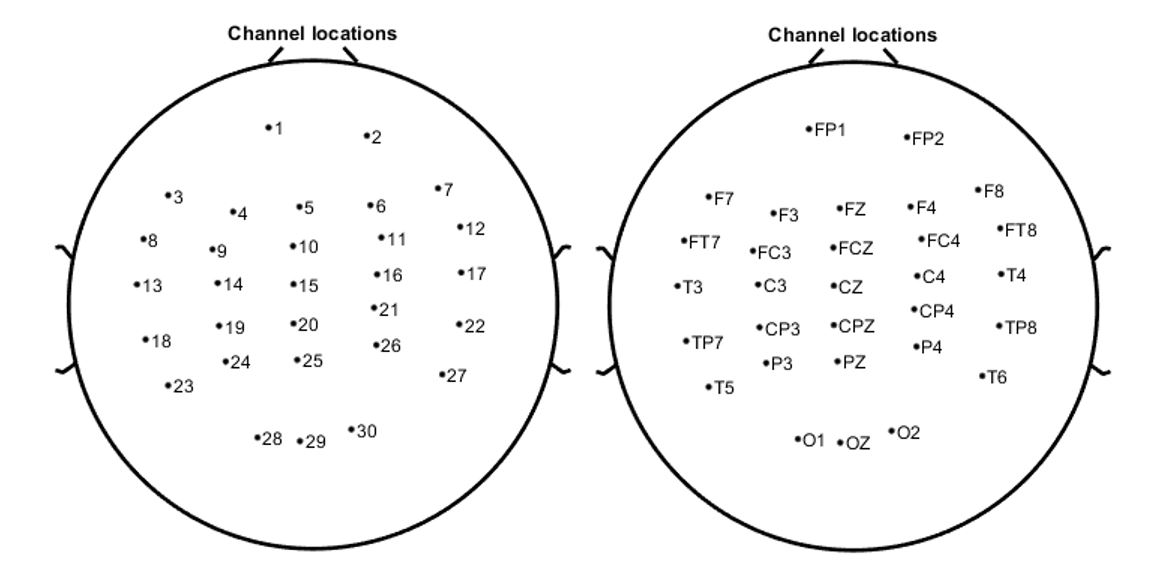 Channel locations
1
2
3
4
5
6
7
8
9
10
11
12
13
14
15
16
17
18
19
20
21
22
23
24
25
26
27
28
29
30
Channel locations
FP1
FP2
F7
F3
FZ
F4
F8
FT7
FC3
FCZ
FC4
FT8
T3
C3
CZ
C4
T4
TP7
CP3
CPZ
CP4
TP8
T5
P3
PZ
P4
T6
O1
OZ
O2